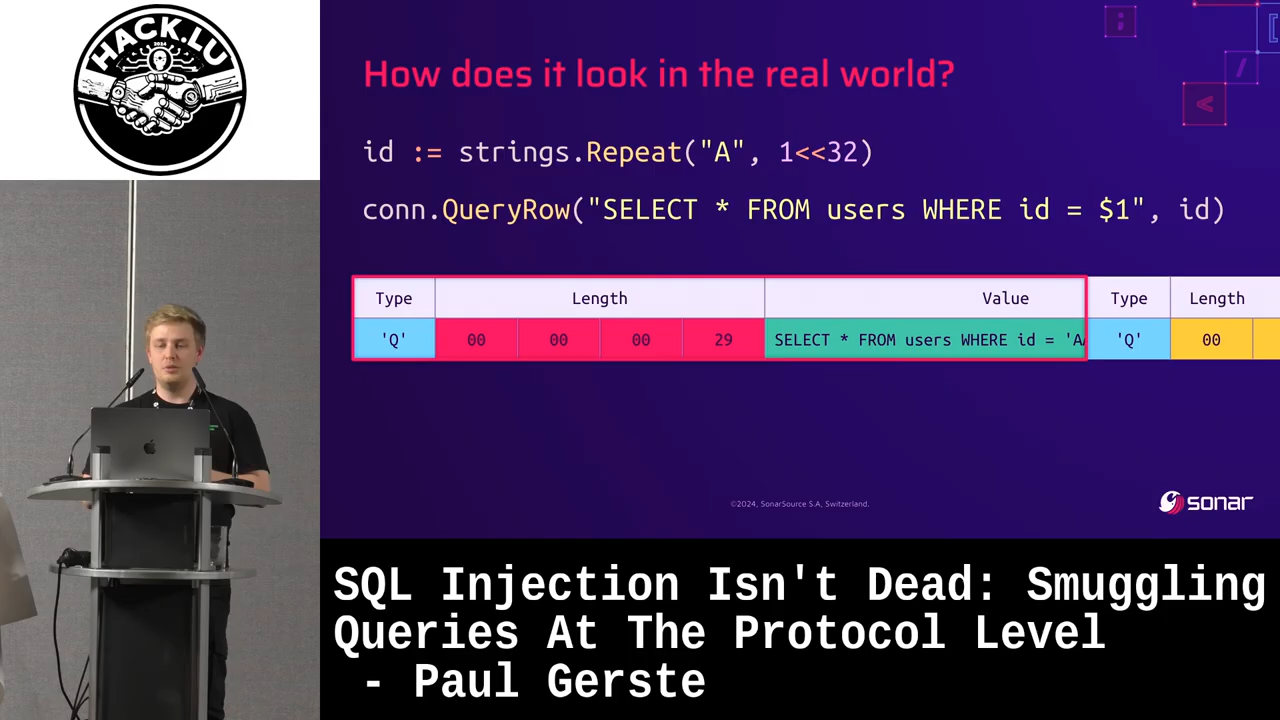 HACK.LU
2024
How does it look in the real world?
id := strings.Repeat("A", 1<<32)
conn.QueryRow("SELECT * FROM users WHERE id = $1", id)
Type Length Value Type Length
'Q' 00 00 00 29 SELECT * FROM users WHERE id = 'AA 'Q' 00
©2024, SonarSource S.A, Switzerland.
sonar
SQL Injection Isn't Dead: Smuggling
Queries At The Protocol Level
- Paul Gerste
;
[
/
<